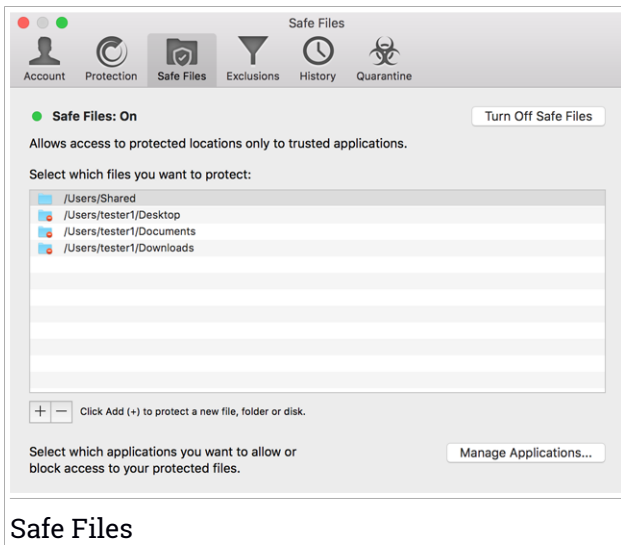 Safe Files
Account Protection Safe Files Exclusions History Quarantine
Safe Files: On
Turn Off Safe Files
Allows access to protected locations only to trusted applications.
Select which files you want to protect:
/Users/Shared
/Users/tester1/Desktop
/Users/tester1/Documents
/Users/tester1/Downloads
+ − Click Add (+) to protect a new file, folder or disk.
Select which applications you want to allow or
block access to your protected files.
Manage Applications...
Safe Files